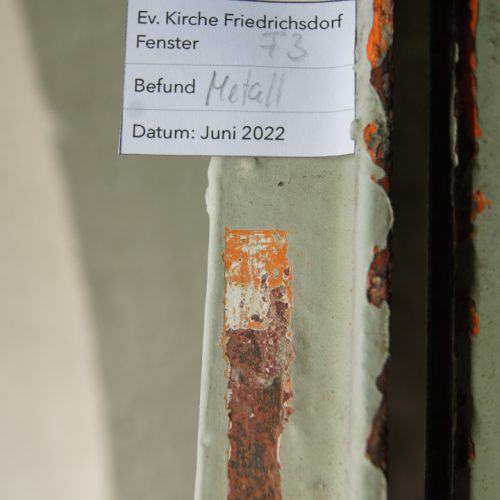 Ev. Kirche Friedrichsdorf
Fenster F3
Befund Metall
Datum: Juni 2022